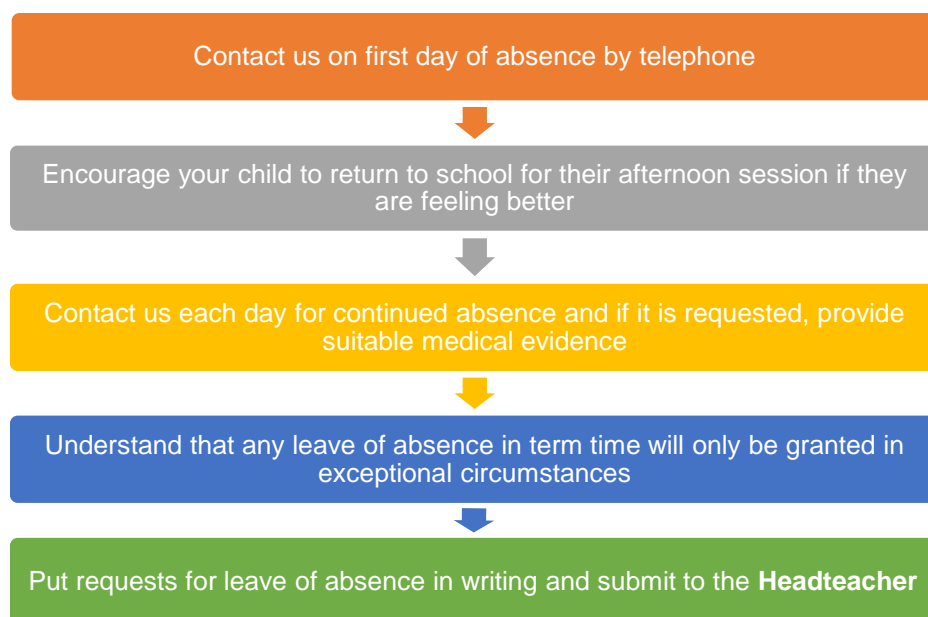 Contact us on first day of absence by telephone
Encourage your child to return to school for their afternoon session if they
are feeling better
Contact us each day for continued absence and if it is requested, provide
suitable medical evidence
Understand that any leave of absence in term time will only be granted in
exceptional circumstances
Put requests for leave of absence in writing and submit to the Headteacher